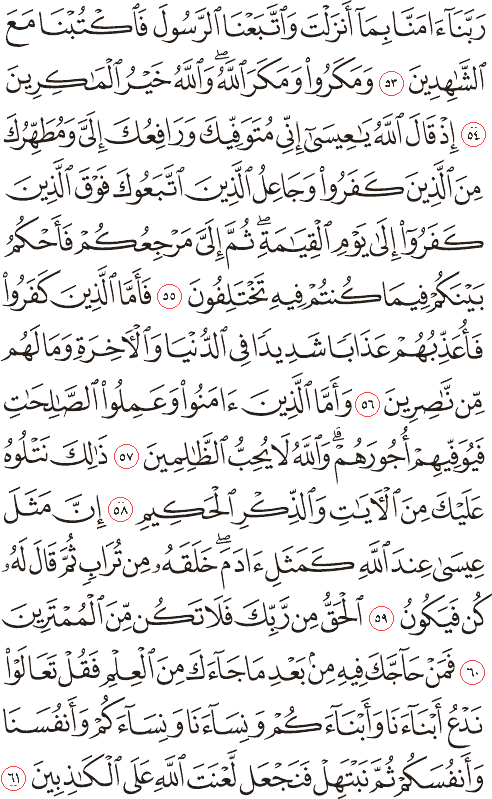 رَبَّنَآ ءَامَنَّا بِمَآ أَنزَلْتَ وَٱتَّبَعْنَا ٱلرَّسُولَ فَٱكْتُبْنَا مَعَ
ٱلشَّٰهِدِينَ ٥٣ وَمَكَرُوا۟ وَمَكَرَ ٱللَّهُ ۖ وَٱللَّهُ خَيْرُ ٱلْمَٰكِرِينَ
٥٤ إِذْ قَالَ ٱللَّهُ يَٰعِيسَىٰٓ إِنِّى مُتَوَفِّيكَ وَرَافِعُكَ إِلَىَّ وَمُطَهِّرُكَ
مِنَ ٱلَّذِينَ كَفَرُوا۟ وَجَاعِلُ ٱلَّذِينَ ٱتَّبَعُوكَ فَوْقَ ٱلَّذِينَ
كَفَرُوٓا۟ إِلَىٰ يَوْمِ ٱلْقِيَٰمَةِ ۖ ثُمَّ إِلَىَّ مَرْجِعُكُمْ فَأَحْكُمُ
بَيْنَكُمْ فِيمَا كُنتُمْ فِيهِ تَخْتَلِفُونَ ٥٥ فَأَمَّا ٱلَّذِينَ كَفَرُوا۟
فَأُعَذِّبُهُمْ عَذَابًا شَدِيدًا فِى ٱلدُّنْيَا وَٱلْءَاخِرَةِ وَمَا لَهُم
مِّن نَّٰصِرِينَ ٥٦ وَأَمَّا ٱلَّذِينَ ءَامَنُوا۟ وَعَمِلُوا۟ ٱلصَّٰلِحَٰتِ
فَيُوَفِّيهِمْ أُجُورَهُمْ ۗ وَٱللَّهُ لَا يُحِبُّ ٱلظَّٰلِمِينَ ٥٧ ذَٰلِكَ نَتْلُوهُ
عَلَيْكَ مِنَ ٱلْءَايَٰتِ وَٱلذِّكْرِ ٱلْحَكِيمِ ٥٨ إِنَّ مَثَلَ
عِيسَىٰ عِندَ ٱللَّهِ كَمَثَلِ ءَادَمَ ۖ خَلَقَهُۥ مِن تُرَابٍ ثُمَّ قَالَ لَهُۥ
كُن فَيَكُونُ ٥٩ ٱلْحَقُّ مِن رَّبِّكَ فَلَا تَكُن مِّنَ ٱلْمُمْتَرِينَ
٦٠ فَمَنْ حَآجَّكَ فِيهِ مِنۢ بَعْدِ مَا جَآءَكَ مِنَ ٱلْعِلْمِ فَقُلْ تَعَالَوْا۟
نَدْعُ أَبْنَآءَنَا وَأَبْنَآءَكُمْ وَنِسَآءَنَا وَنِسَآءَكُمْ وَأَنفُسَنَا
وَأَنفُسَكُمْ ثُمَّ نَبْتَهِلْ فَنَجْعَل لَّعْنَتَ ٱللَّهِ عَلَى ٱلْكَٰذِبِينَ ٦١